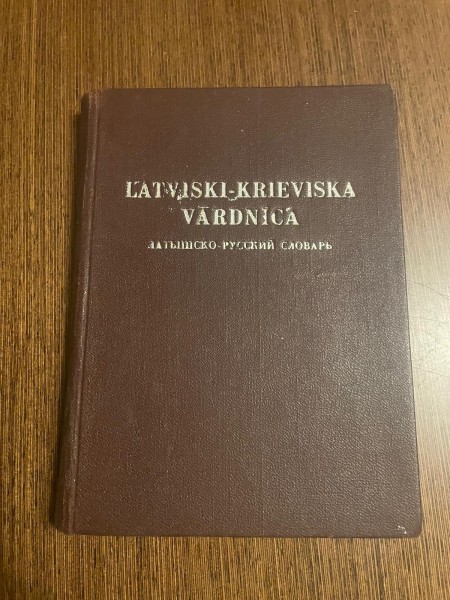 LATVISKI-KRIEVISKA
VĀRDNĪCA
ЛАТЫШСКО-РУССКИЙ СЛОВАРЬ